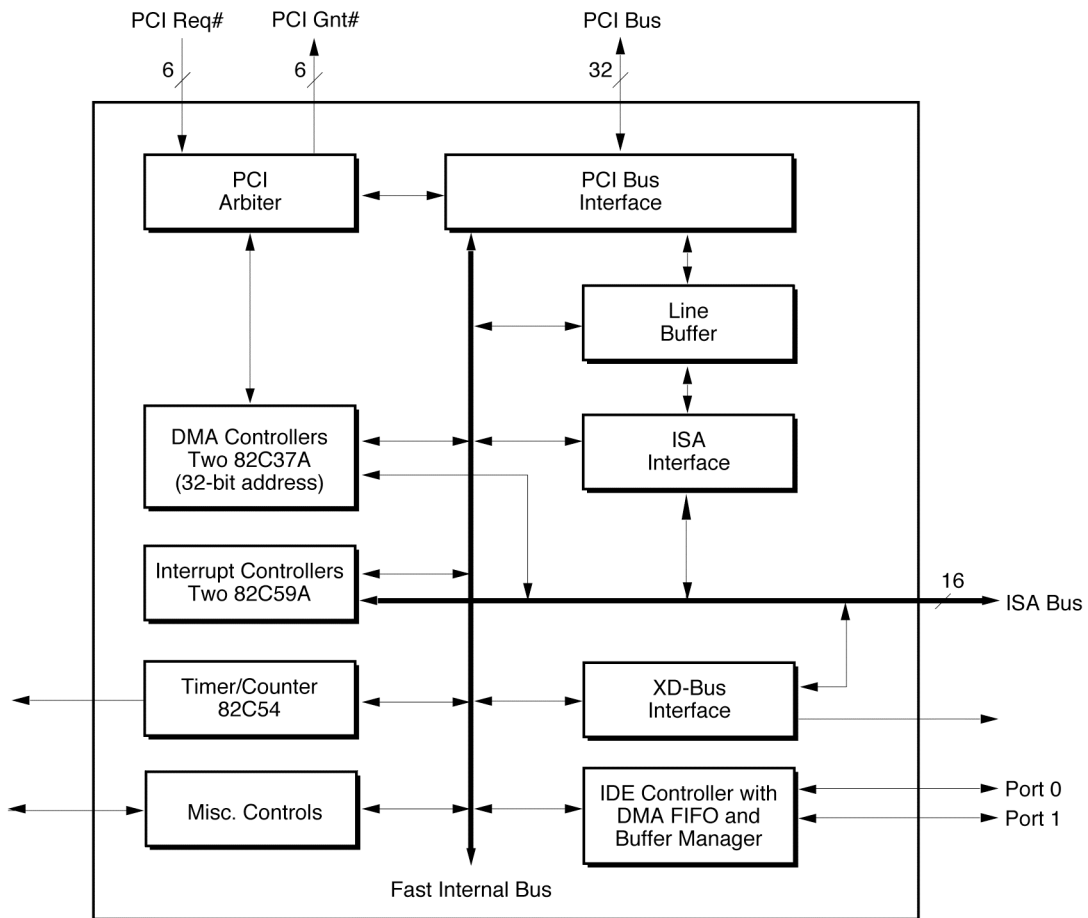 PCI Req#
PCI Gnt#
PCI Bus
6
6
32
PCI
Arbiter
PCI Bus
Interface
Line
Buffer
DMA Controllers
Two 82C37A
(32-bit address)
ISA
Interface
Interrupt Controllers
Two 82C59A
16
ISA Bus
Timer/Counter
82C54
XD-Bus
Interface
Misc. Controls
IDE Controller with
DMA FIFO and
Buffer Manager
Port 0
Port 1
Fast Internal Bus